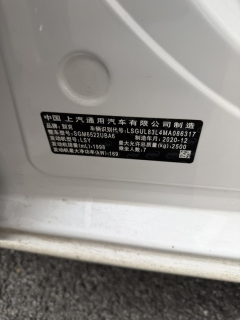 中国 上汽通用汽车有限公司制造
品牌: 别克 车辆识别代号: LSGUL83L4MA086317
整车型号: SGM6522UBA6 制造年月: 2020-12
发动机型号: LSY 最大允许总质量(kg): 2500
发动机排量(mL): 1998 乘坐人数: 7
发动机最大净功率(kW): 169